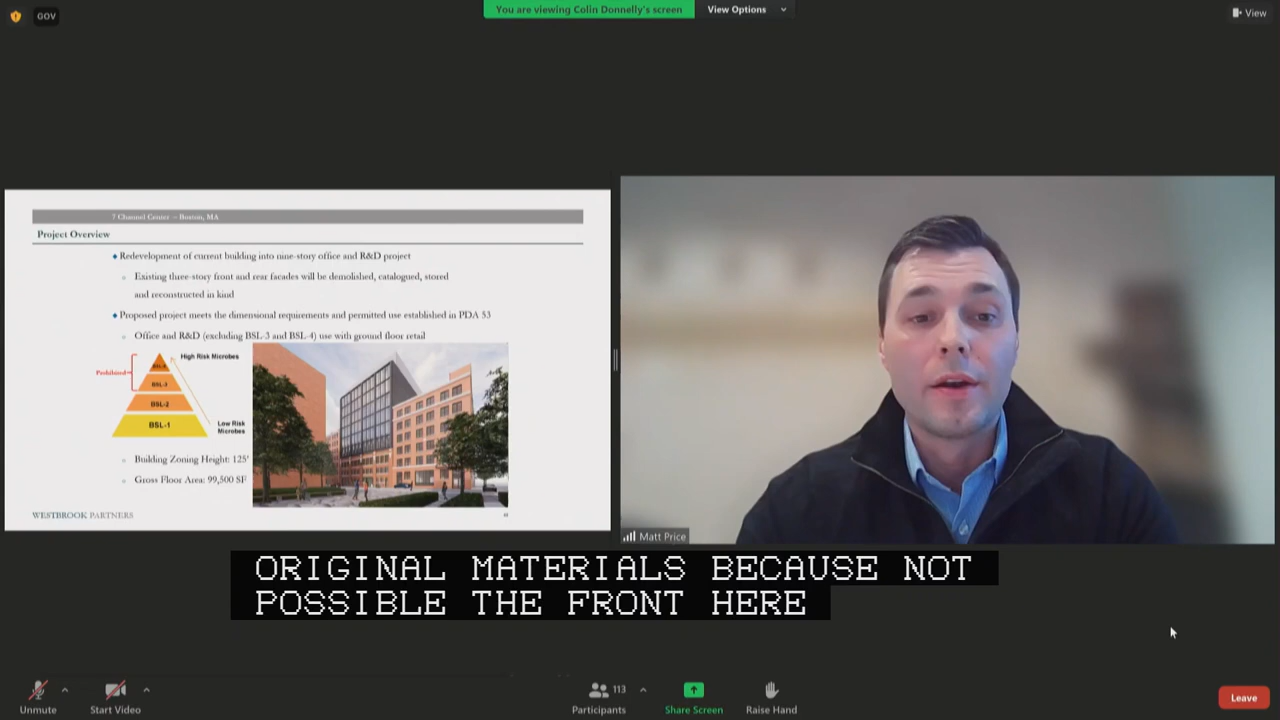 GOV
You are viewing Colin Donnelly's screen
View Options
View
7 Channel Center – Boston, MA
Project Overview
Redevelopment of current building into nine-story office and R&D project
Existing three-story front and rear facades will be demolished, catalogued, stored
and reconstructed in kind
Proposed project meets the dimensional requirements and permitted use established in PDA 53
Office and R&D (excluding BSL-3 and BSL-4) use with ground floor retail
High Risk Microbes
Prohibited
BSL-3
BSL-2
BSL-1
Low Risk
Microbes
Building Zoning Height: 125'
Gross Floor Area: 99,500 SF
WESTBROOK PARTNERS
Matt Price
ORIGINAL MATERIALS BECAUSE NOT
POSSIBLE THE FRONT HERE
Unmute
Start Video
113
Participants
Share Screen
Raise Hand
Leave